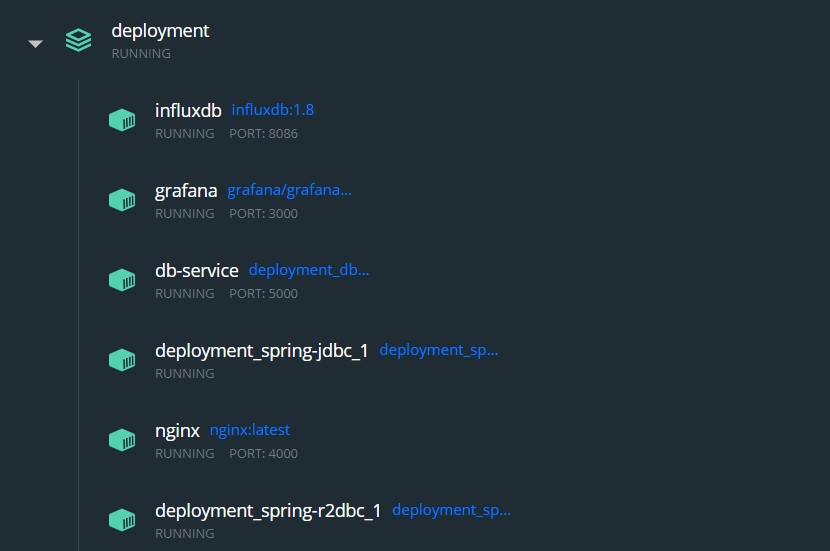 deployment
RUNNING
influxdb influxdb:1.8
RUNNING PORT: 8086
grafana grafana/grafana...
RUNNING PORT: 3000
db-service deployment_db...
RUNNING PORT: 5000
deployment_spring-jdbc_1 deployment_sp...
RUNNING
nginx nginx:latest
RUNNING PORT: 4000
deployment_spring-r2dbc_1 deployment_sp...
RUNNING